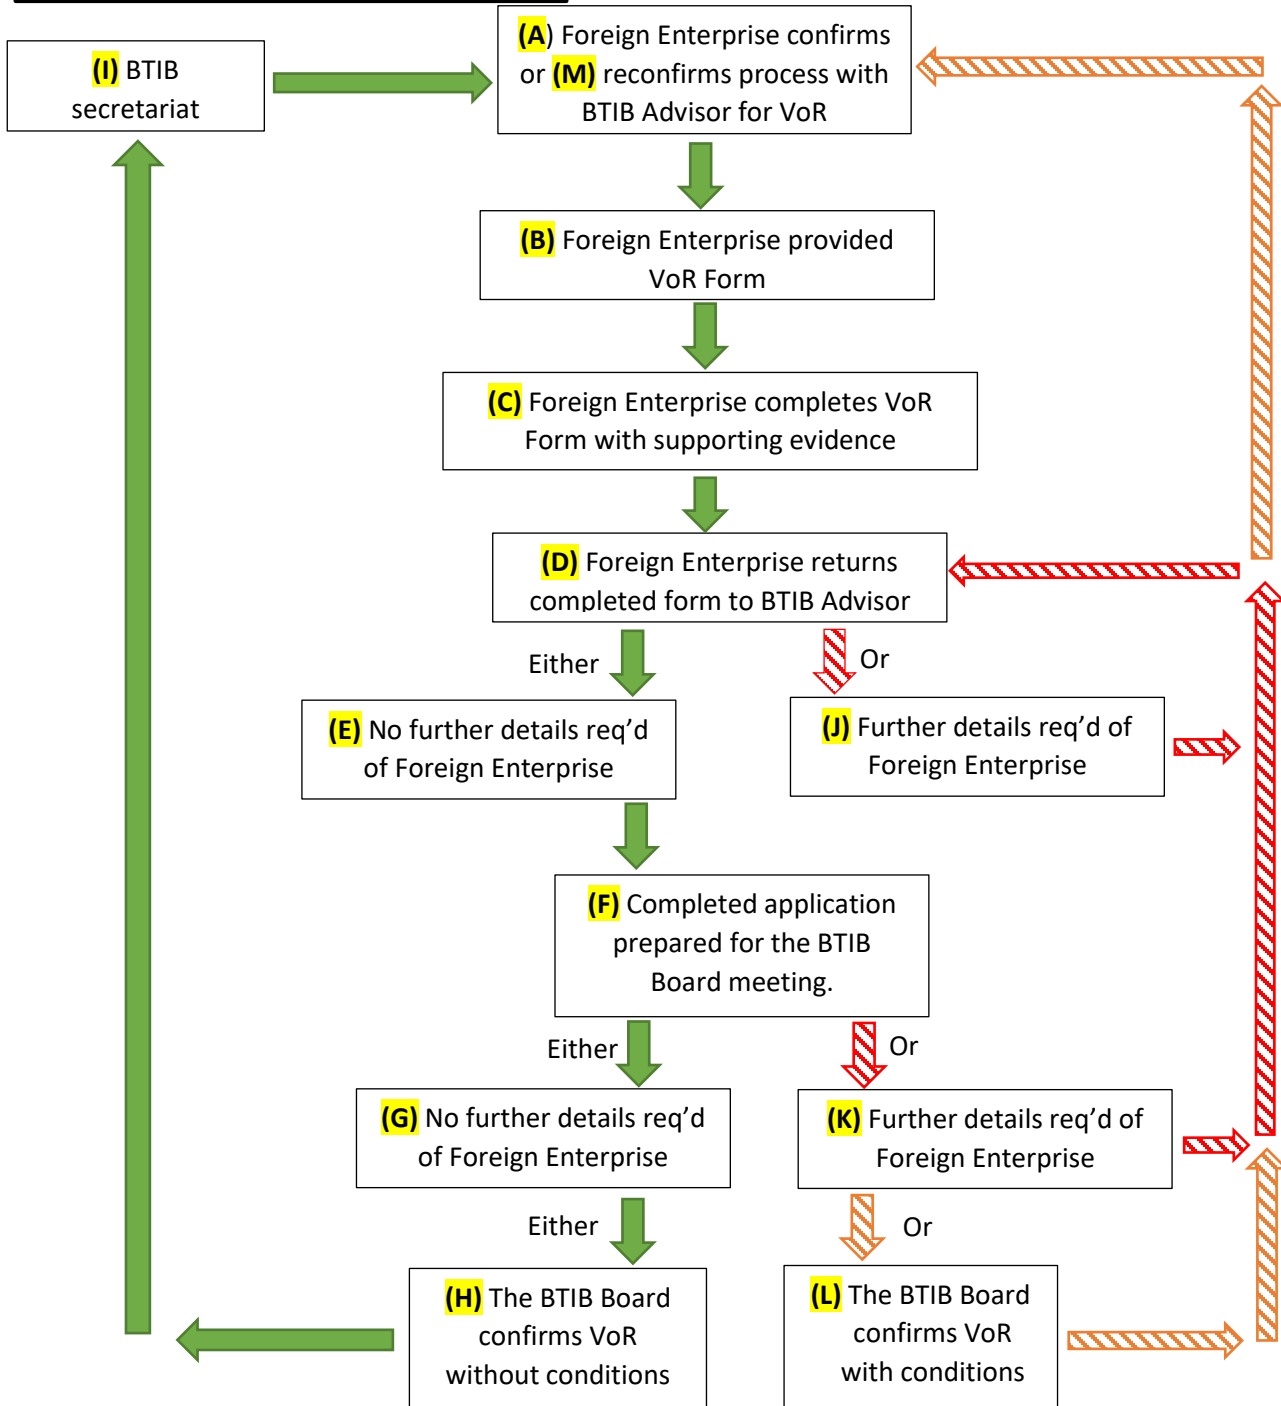 (I) BTIB
secretariat
(A) Foreign Enterprise confirms
or (M) reconfirms process with
BTIB Advisor for VoR
(B) Foreign Enterprise provided
VoR Form
(C) Foreign Enterprise completes VoR
Form with supporting evidence
(D) Foreign Enterprise returns
completed form to BTIB Advisor
Either
Or
(E) No further details req’d
of Foreign Enterprise
(J) Further details req’d of
Foreign Enterprise
(F) Completed application
prepared for the BTIB
Board meeting.
Either
Or
(G) No further details req’d
of Foreign Enterprise
(K) Further details req’d of
Foreign Enterprise
Either
Or
(H) The BTIB Board
confirms VoR
without conditions
(L) The BTIB Board
confirms VoR
with conditions